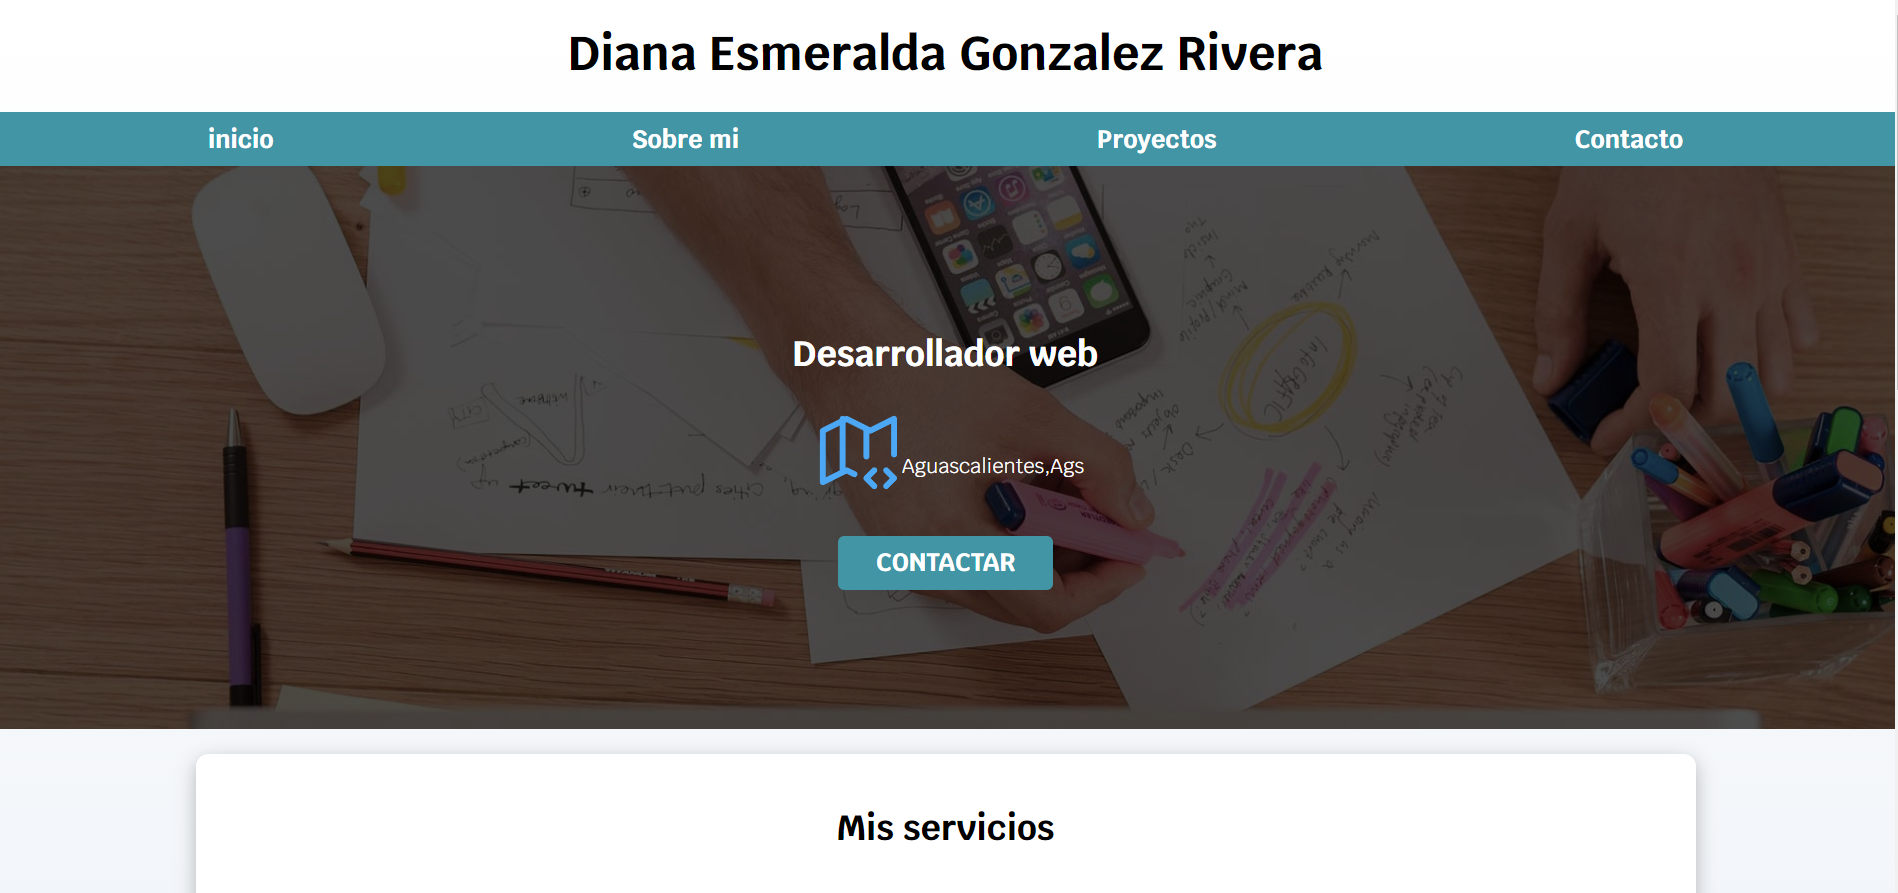 Diana Esmeralda Gonzalez Rivera
inicio
Sobre mi
Proyectos
Contacto
Desarrollador web
Aguascalientes,Ags
CONTACTAR
Mis servicios